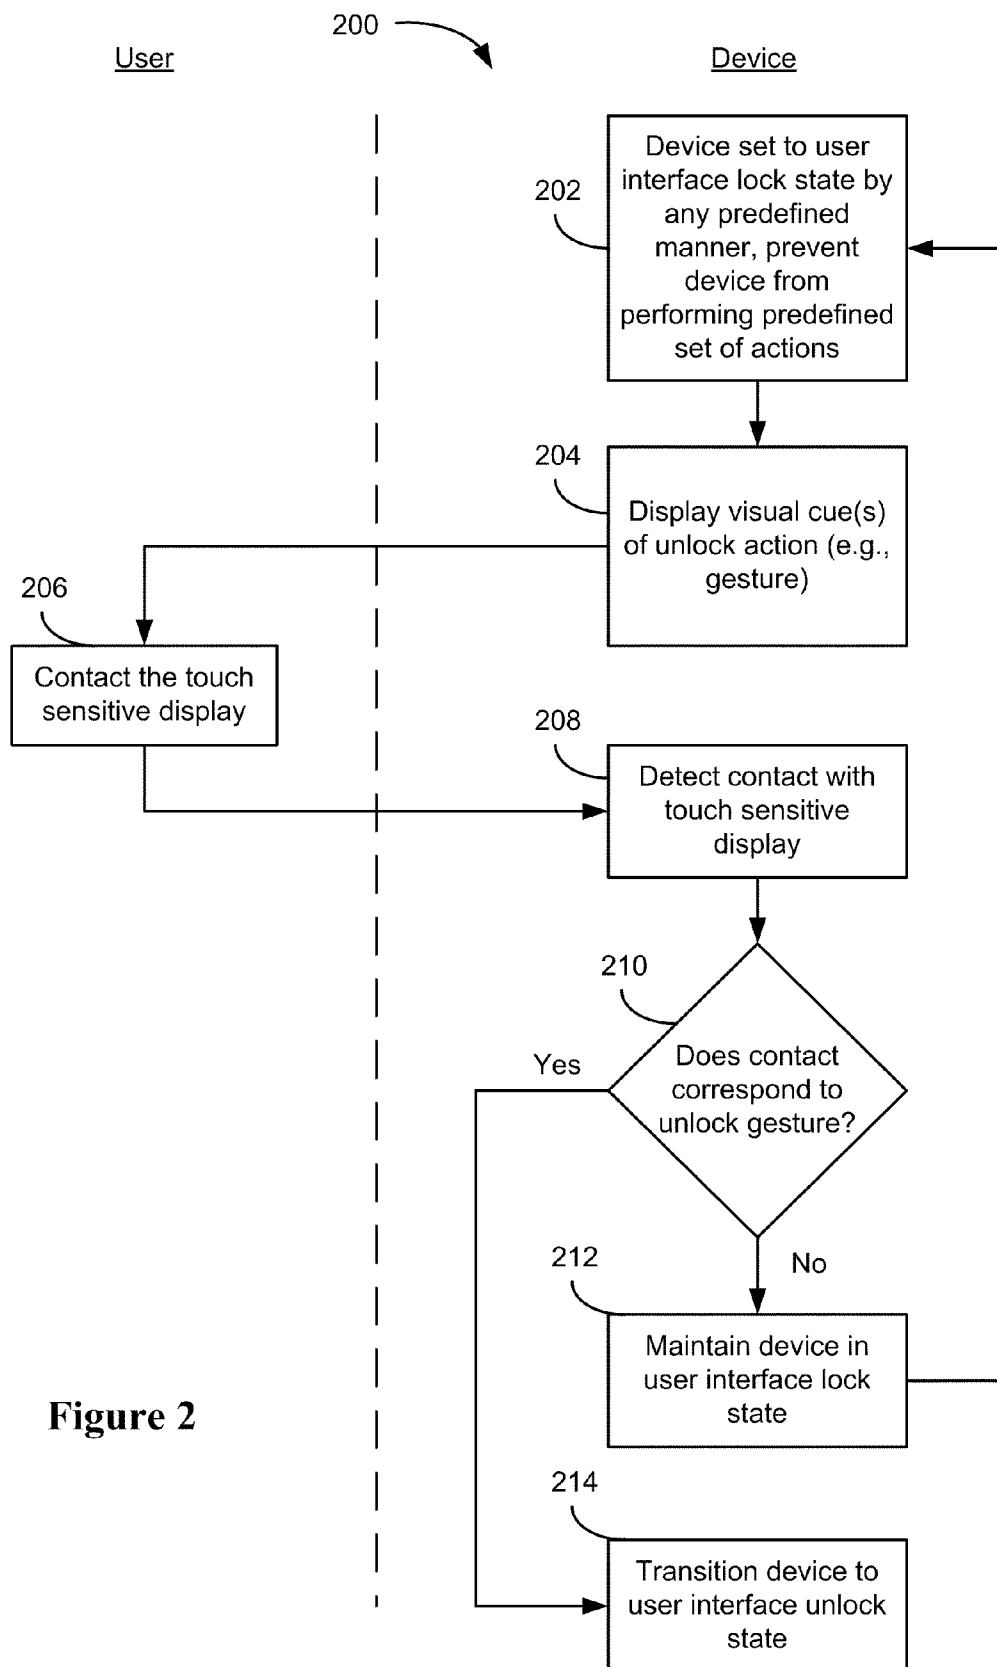 200
User
Device
202
Device set to user
interface lock state by
any predefined
manner, prevent
device from
performing predefined
set of actions
204
Display visual cue(s)
of unlock action (e.g.,
gesture)
206
Contact the touch
sensitive display
208
Detect contact with
touch sensitive
display
210
Does contact
correspond to
unlock gesture?
Yes
No
212
Maintain device in
user interface lock
state
Figure 2
214
Transition device to
user interface unlock
state